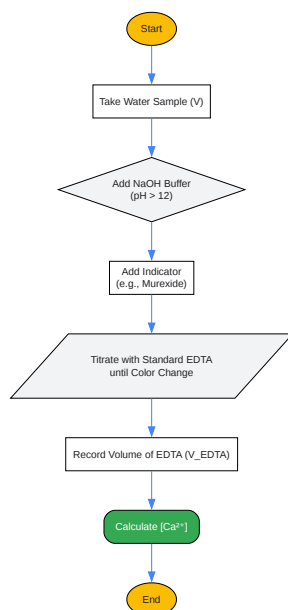 Start
Take Water Sample (V)
Add NaOH Buffer
(pH > 12)
Add Indicator
(e.g., Murexide)
Titrate with Standard EDTA
until Color Change
Record Volume of EDTA (V_EDTA)
Calculate [Ca²⁺]
End